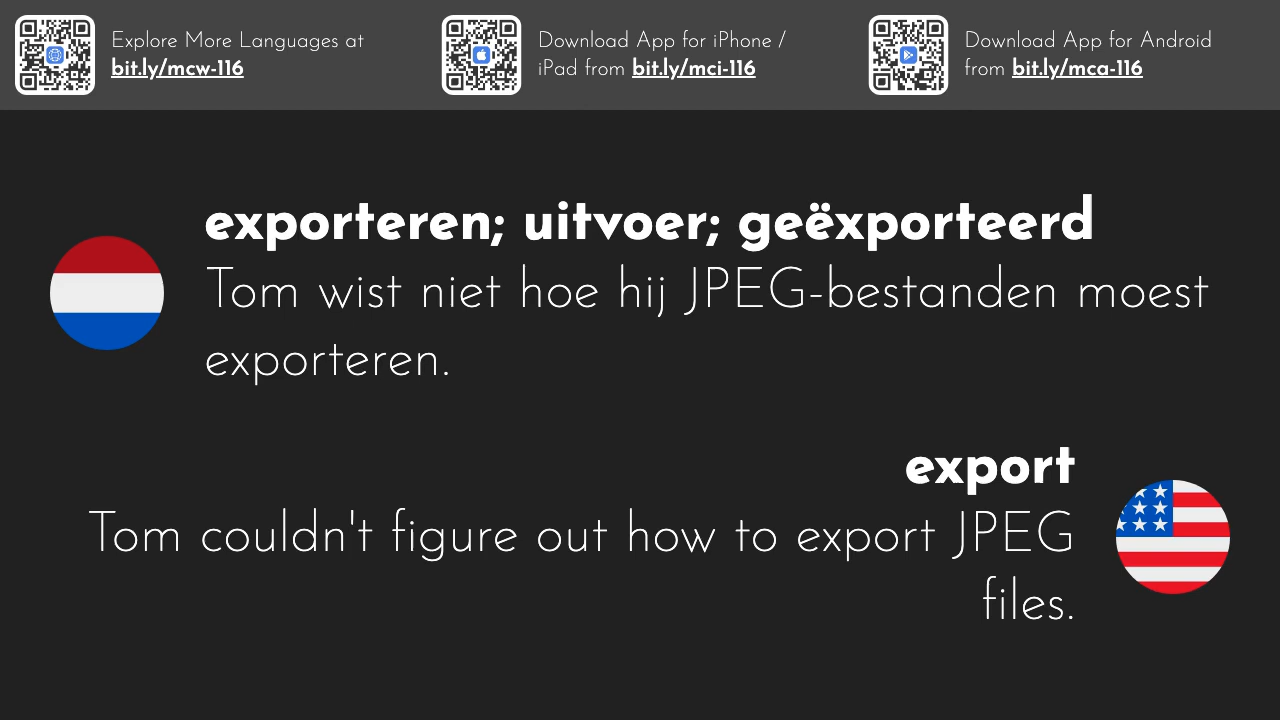 Explore More Languages at
bit.ly/mcw-116
Download App for iPhone /
iPad from bit.ly/mci-116
Download App for Android
from bit.ly/mca-116
exporteren; uitvoer; geëxporteerd
Tom wist niet hoe hij JPEG-bestanden moest
exporteren.
export
Tom couldn't figure out how to export JPEG
files.